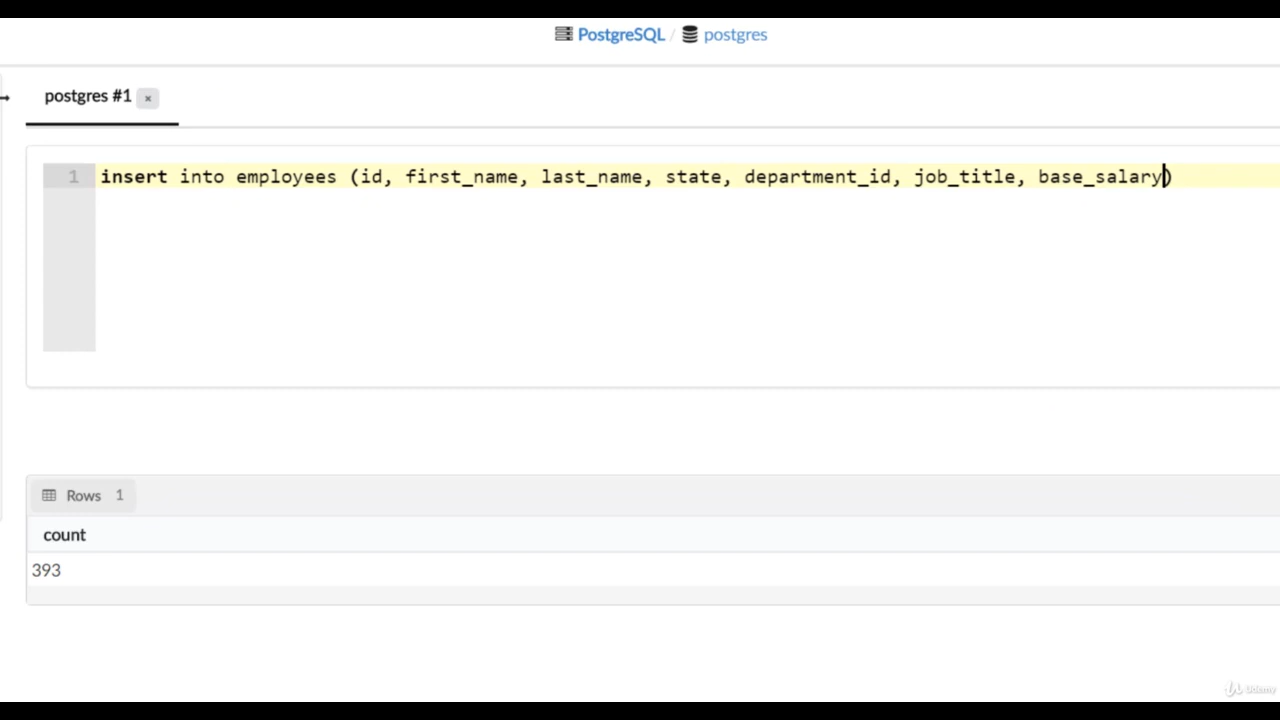 PostgreSQL / postgres
postgres #1 ×
1 insert into employees (id, first_name, last_name, state, department_id, job_title, base_salary)
Rows 1
count
393
Udemy